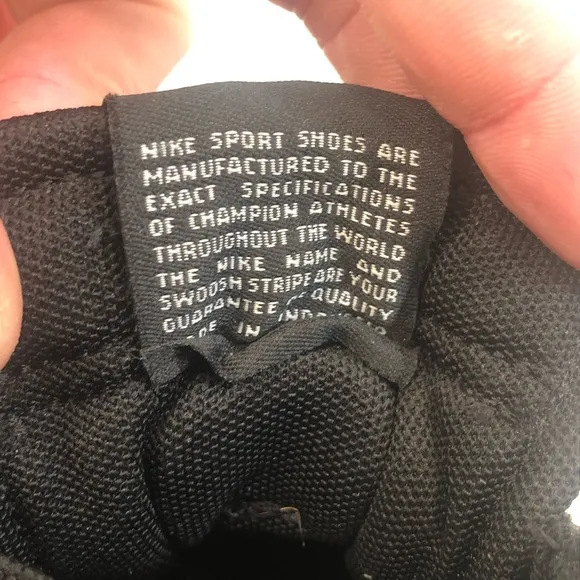 NIKE SPORT SHOES ARE
MANUFACTURED TO THE
EXACT SPECIFICATIONS
OF CHAMPION ATHLETES
THROUGHOUT THE WORLD
THE NIKE NAME AND
SWOOSH STRIPE ARE YOUR
GUARANTEE OF QUALITY
IN